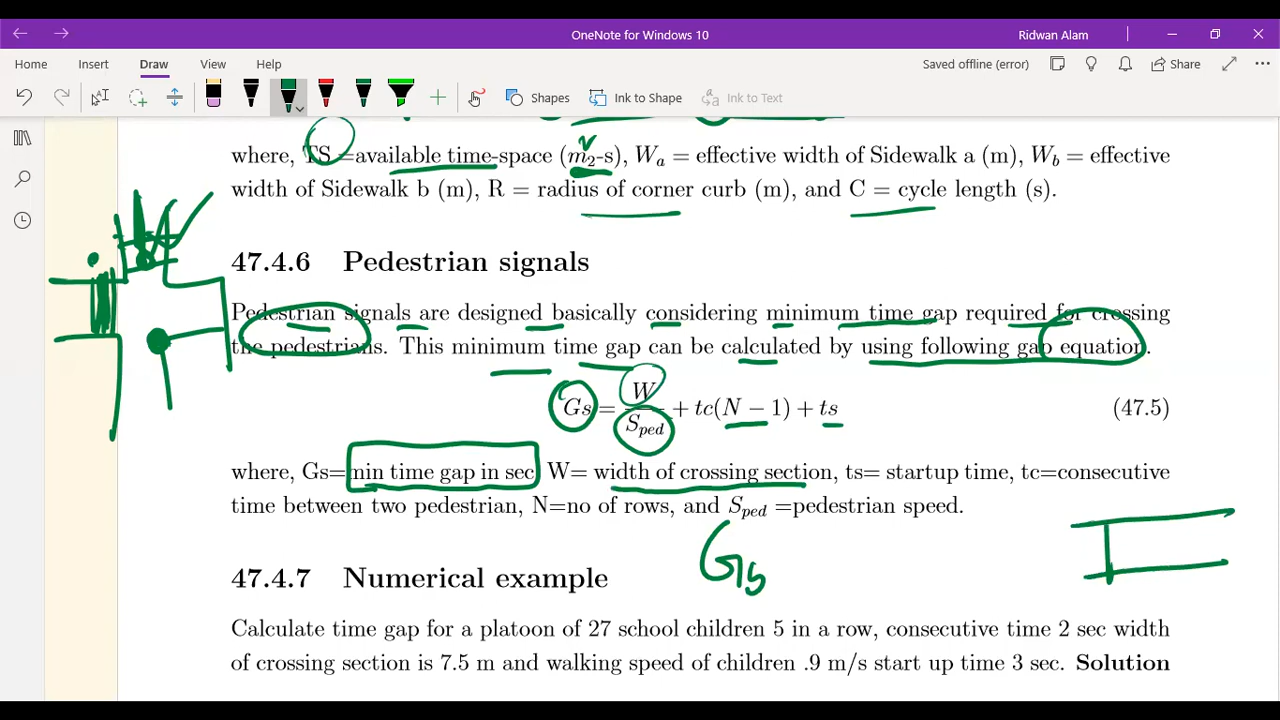 OneNote for Windows 10
Ridwan Alam
Home Insert Draw View Help
Saved offline (error)
Share
Shapes
Ink to Shape
Ink to Text
where, TS =available time-space (m2-s), Wa = effective width of Sidewalk a (m), Wb = effective
width of Sidewalk b (m), R = radius of corner curb (m), and C = cycle length (s).
47.4.6 Pedestrian signals
Pedestrian signals are designed basically considering minimum time gap required for crossing
the pedestrians. This minimum time gap can be calculated by using following gap equation.
Gs = W / Sped + tc(N − 1) + ts (47.5)
where, Gs=min time gap in sec, W= width of crossing section, ts= startup time, tc=consecutive
time between two pedestrian, N=no of rows, and Sped =pedestrian speed.
Gs
47.4.7 Numerical example
Calculate time gap for a platoon of 27 school children 5 in a row, consecutive time 2 sec width
of crossing section is 7.5 m and walking speed of children .9 m/s start up time 3 sec. Solution